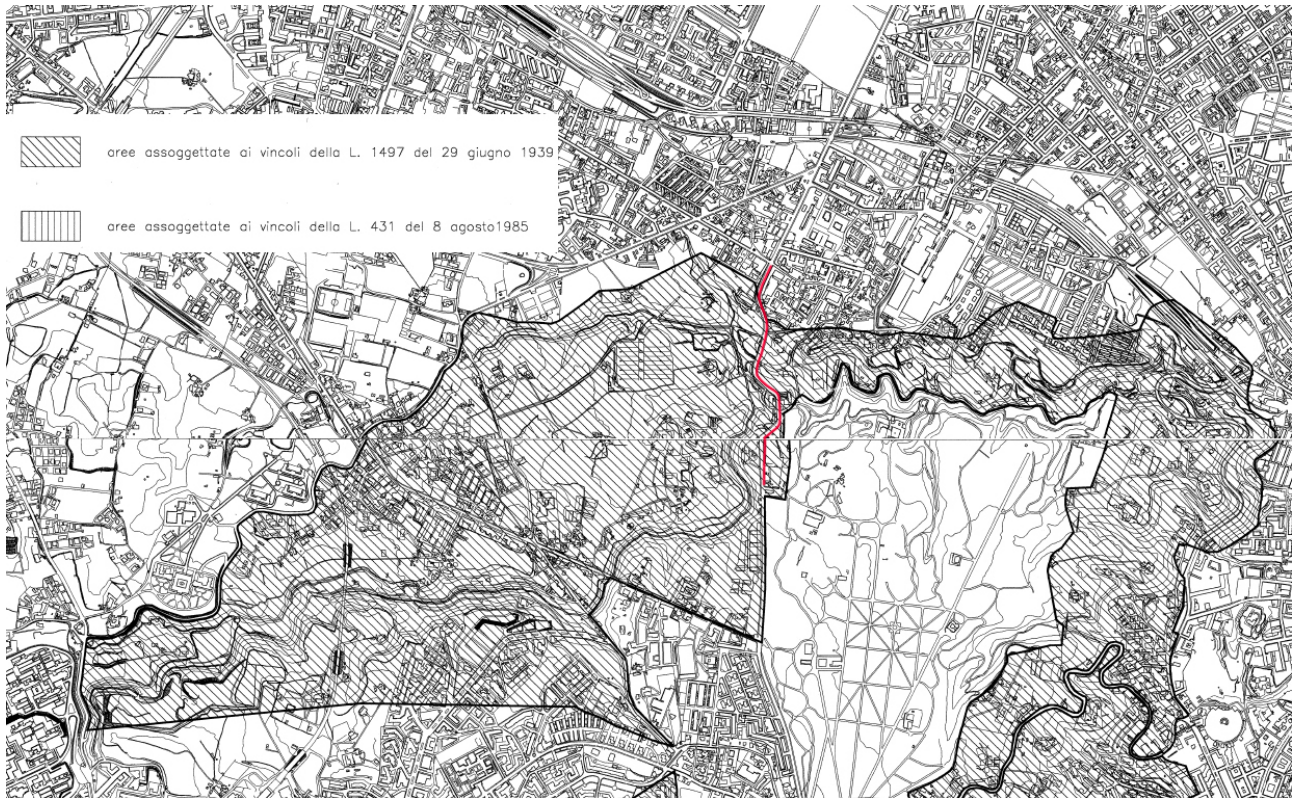 aree assoggettate ai vincoli della L. 1497 del 29 giugno 1939
aree assoggettate ai vincoli della L. 431 del 8 agosto1985